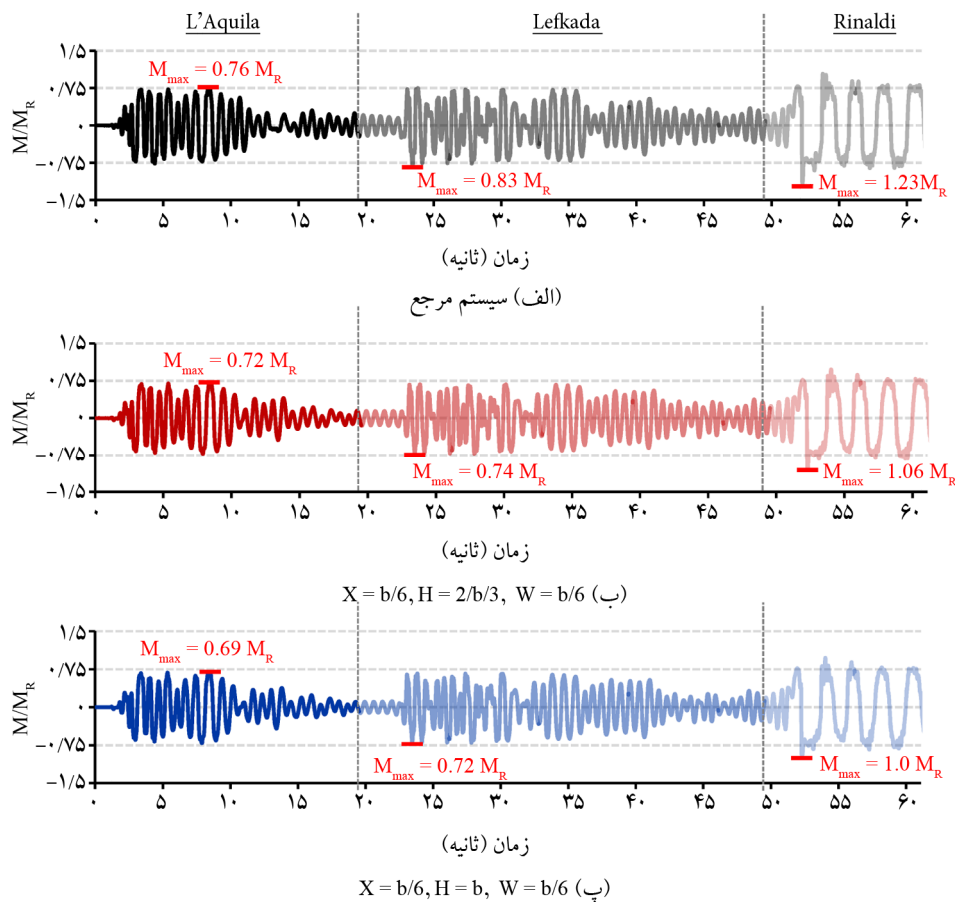 L’Aquila
Lefkada
Rinaldi
M/M_R
۱/۵
۰/۷۵
۰
−۰/۷۵
−۱/۵
M_max = 0.76 M_R
M_max = 0.83 M_R
M_max = 1.23M_R
۰ ۵ ۱۰ ۱۵ ۲۰ ۲۵ ۳۰ ۳۵ ۴۰ ۴۵ ۵۰ ۵۵ ۶۰
زمان (ثانیه)
الف) سیستم مرجع)
M/M_R
۱/۵
۰/۷۵
۰
−۰/۷۵
−۱/۵
M_max = 0.72 M_R
M_max = 0.74 M_R
M_max = 1.06 M_R
۰ ۵ ۱۰ ۱۵ ۲۰ ۲۵ ۳۰ ۳۵ ۴۰ ۴۵ ۵۰ ۵۵ ۶۰
زمان (ثانیه)
X = b/6, H = 2/b/3, W = b/6 (ب)
M/M_R
۱/۵
۰/۷۵
۰
−۰/۷۵
−۱/۵
M_max = 0.69 M_R
M_max = 0.72 M_R
M_max = 1.0 M_R
۰ ۵ ۱۰ ۱۵ ۲۰ ۲۵ ۳۰ ۳۵ ۴۰ ۴۵ ۵۰ ۵۵ ۶۰
زمان (ثانیه)
X = b/6, H = b, W = b/6 (پ)